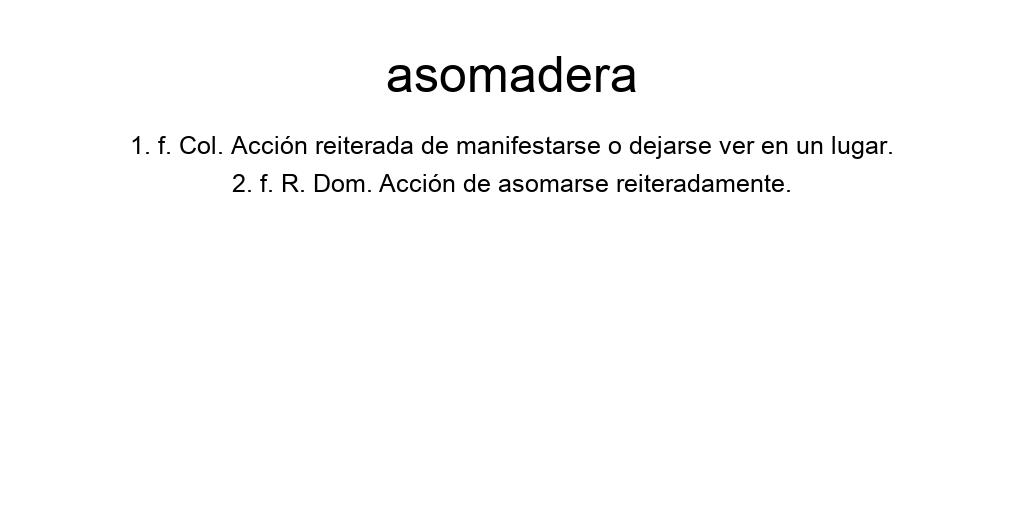 asomadera
1. f. Col. Acción reiterada de manifestarse o dejarse ver en un lugar.
2. f. R. Dom. Acción de asomarse reiteradamente.